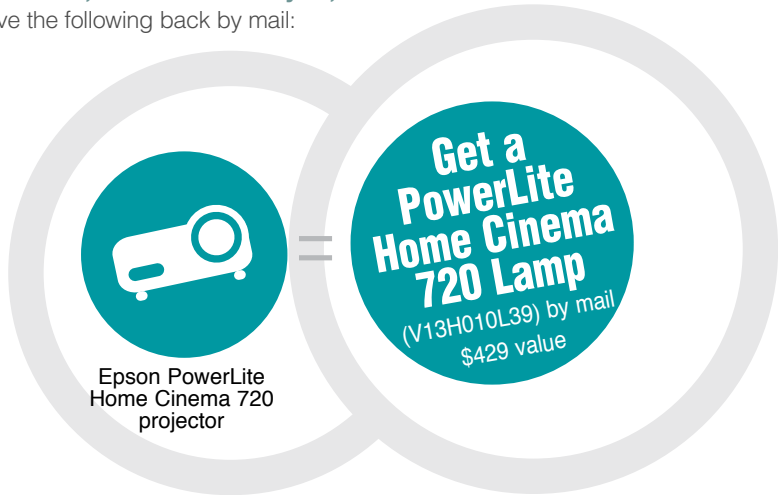 ve the following back by mail:
Get a
PowerLite
Home Cinema
720 Lamp
(V13H010L39) by mail
$429 value
=
Epson PowerLite
Home Cinema 720
projector